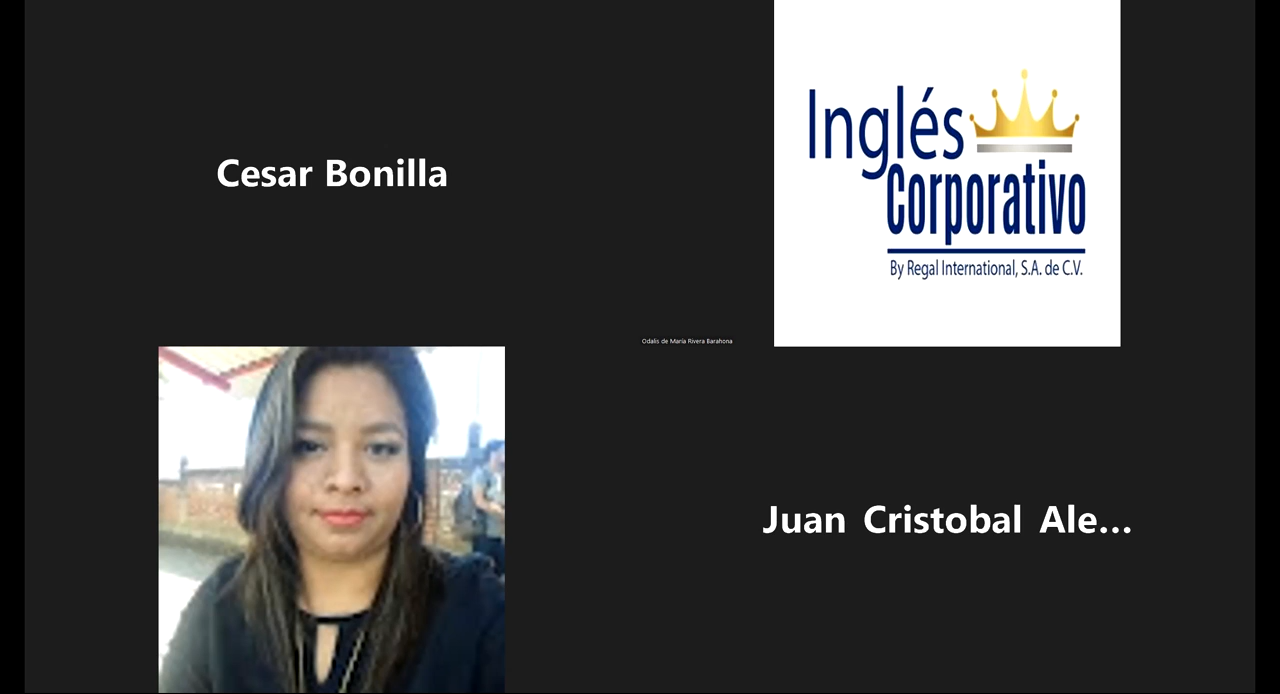 Cesar Bonilla
Inglés
Corporativo
By Regal International, S.A. de C.V.
Odalis de María Rivera Barahona
Juan Cristobal Ale...